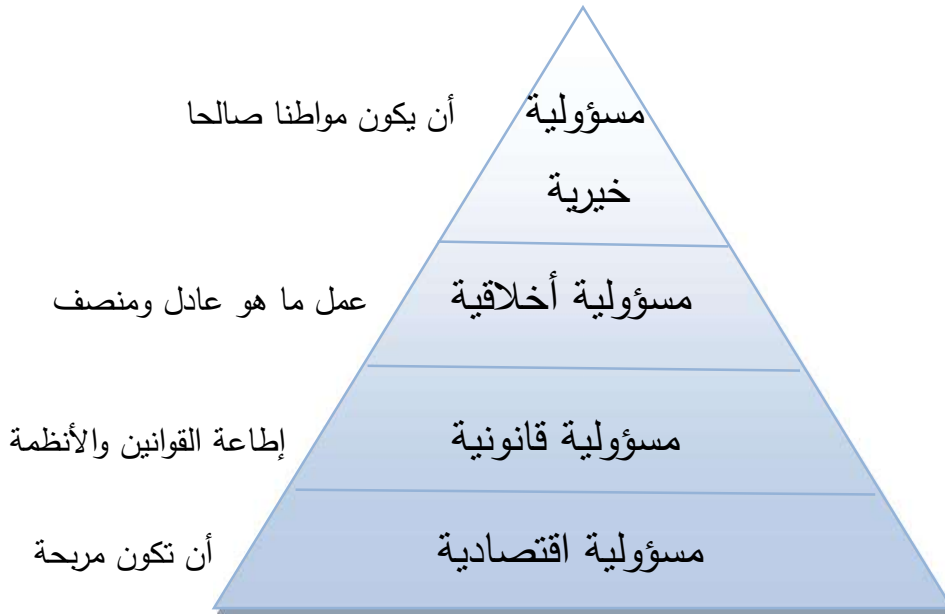 مسؤولية
خيرية
أن يكون مواطنا صالحا
مسؤولية أخلاقية
عمل ما هو عادل ومنصف
مسؤولية قانونية
إطاعة القوانين والأنظمة
مسؤولية اقتصادية
أن تكون مربحة